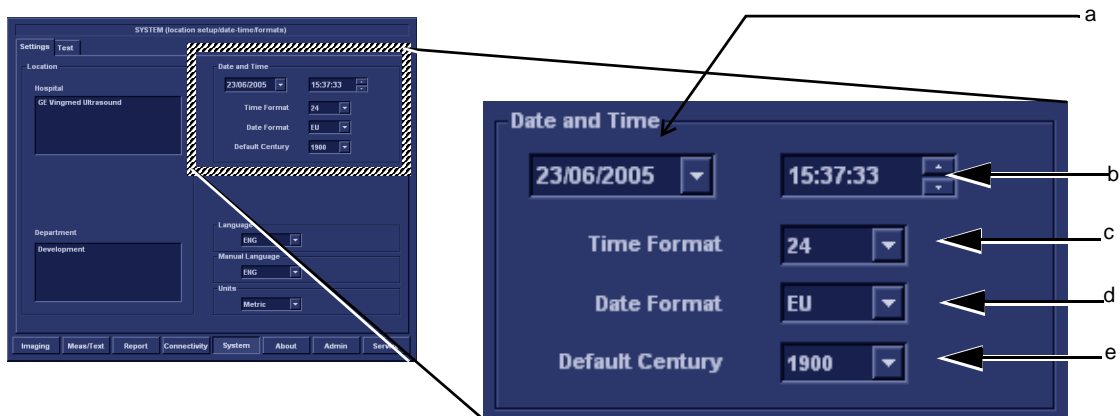 SYSTEM (location setup/date-time/formats)
Settings Test
Location
Hospital
GE Vingmed Ultrasound
Department
Development
Date and Time
23/06/2005 15:37:33
Time Format 24
Date Format EU
Default Century 1900
Language
ENG
Manual Language
ENG
Units
Metric
Imaging Meas/Text Report Connectivity System About Admin
Date and Time
23/06/2005 15:37:33
Time Format 24
Date Format EU
Default Century 1900
a
b
c
d
e